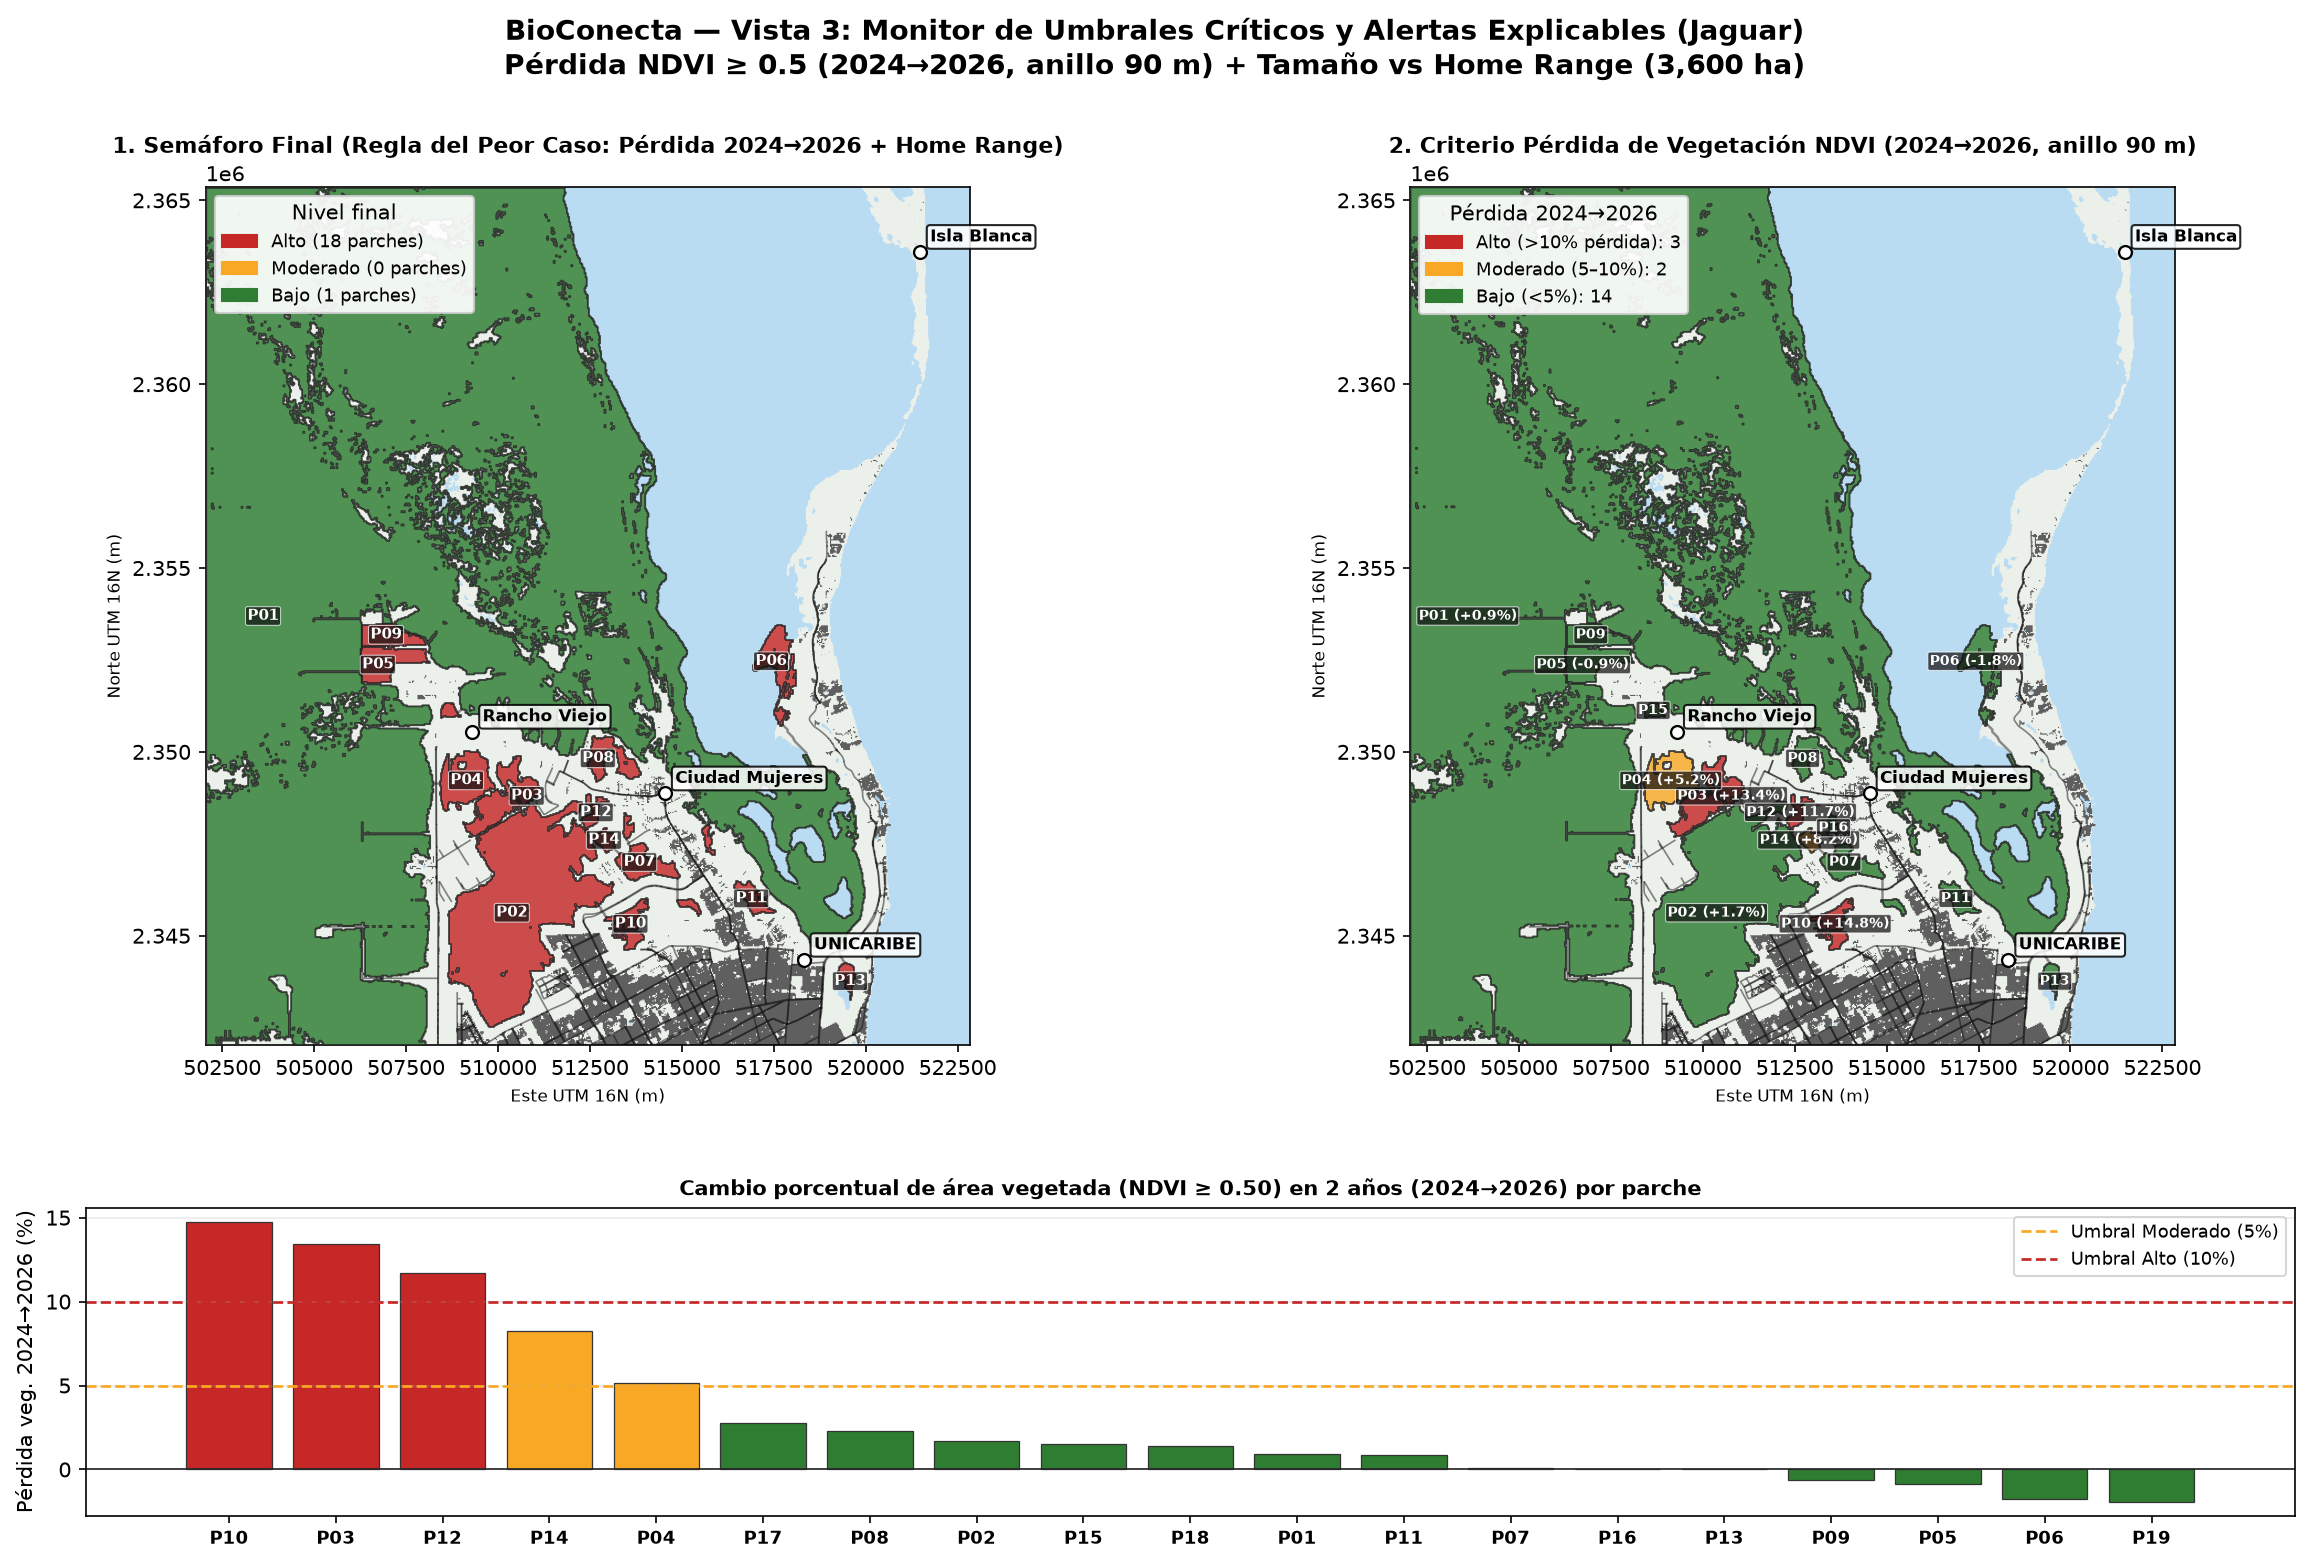 BioConecta — Vista 3: Monitor de Umbrales Críticos y Alertas Explicables (Jaguar)
Pérdida NDVI ≥ 0.5 (2024→2026, anillo 90 m) + Tamaño vs Home Range (3,600 ha)
1. Semáforo Final (Regla del Peor Caso: Pérdida 2024→2026 + Home Range)
1e6
2.365
2.360
2.355
2.350
2.345
Norte UTM 16N (m)
Nivel final
Alto (18 parches)
Moderado (0 parches)
Bajo (1 parches)
Isla Blanca
P01
P09
P05
P06
Rancho Viejo
P08
P04
Ciudad Mujeres
P03
P12
P14
P07
P11
P02
P10
UNICARIBE
P13
502500 505000 507500 510000 512500 515000 517500 520000 522500
Este UTM 16N (m)
2. Criterio Pérdida de Vegetación NDVI (2024→2026, anillo 90 m)
1e6
2.365
2.360
2.355
2.350
2.345
Norte UTM 16N (m)
Pérdida 2024→2026
Alto (>10% pérdida): 3
Moderado (5–10%): 2
Bajo (<5%): 14
Isla Blanca
P01 (+0.9%)
P09
P05 (-0.9%)
P06 (-1.8%)
P15
Rancho Viejo
P08
P04 (+5.2%)
Ciudad Mujeres
P03 (+13.4%)
P12 (+11.7%)
P16
P14 (+8.2%)
P07
P11
P02 (+1.7%)
P10 (+14.8%)
UNICARIBE
P13
502500 505000 507500 510000 512500 515000 517500 520000 522500
Este UTM 16N (m)
Cambio porcentual de área vegetada (NDVI ≥ 0.50) en 2 años (2024→2026) por parche
Pérdida veg. 2024→2026 (%)
15
10
5
0
Umbral Moderado (5%)
Umbral Alto (10%)
P10 P03 P12 P14 P04 P17 P08 P02 P15 P18 P01 P11 P07 P16 P13 P09 P05 P06 P19